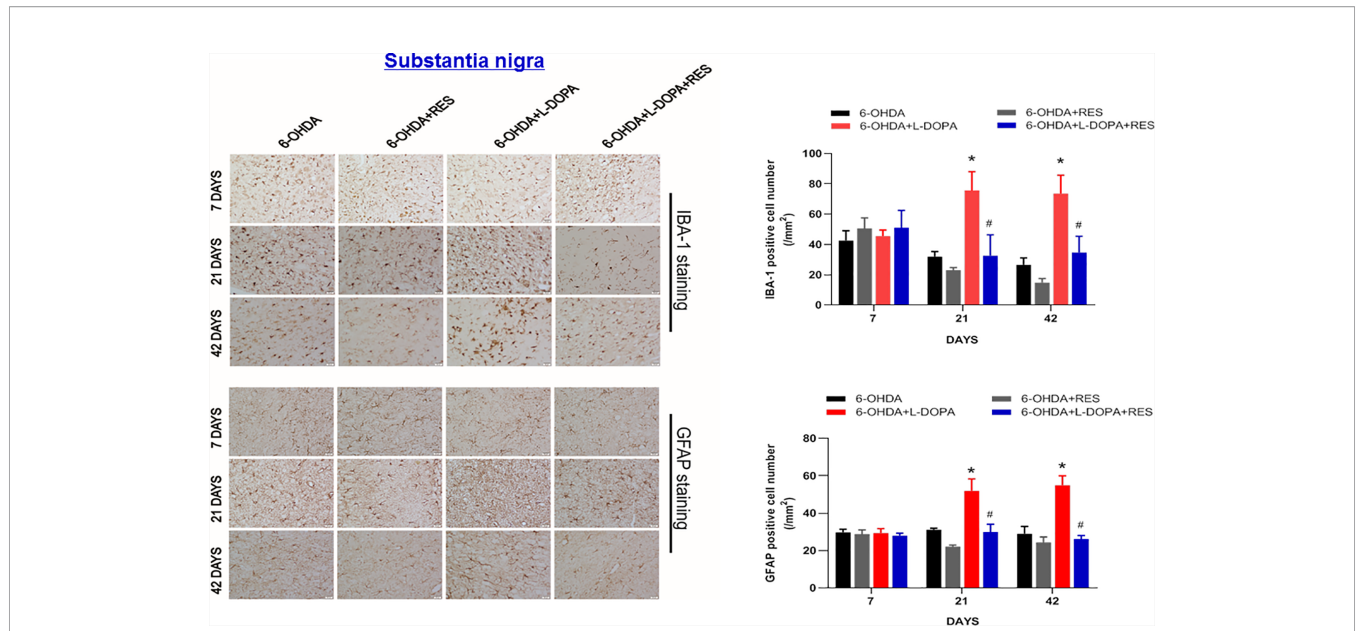 Substantia nigra
6-OHDA
6-OHDA+RES
6-OHDA+L-DOPA
6-OHDA+L-DOPA+RES
7 DAYS
21 DAYS
42 DAYS
IBA-1 staining
7 DAYS
21 DAYS
42 DAYS
GFAP staining
6-OHDA 6-OHDA+RES
6-OHDA+L-DOPA 6-OHDA+L-DOPA+RES
IBA-1 positive cell number
(/mm²)
100
80
60
40
20
0
* *
# #
7 21 42
DAYS
6-OHDA 6-OHDA+RES
6-OHDA+L-DOPA 6-OHDA+L-DOPA+RES
GFAP positive cell number
(/mm²)
80
60
40
20
0
* *
# #
7 21 42
DAYS